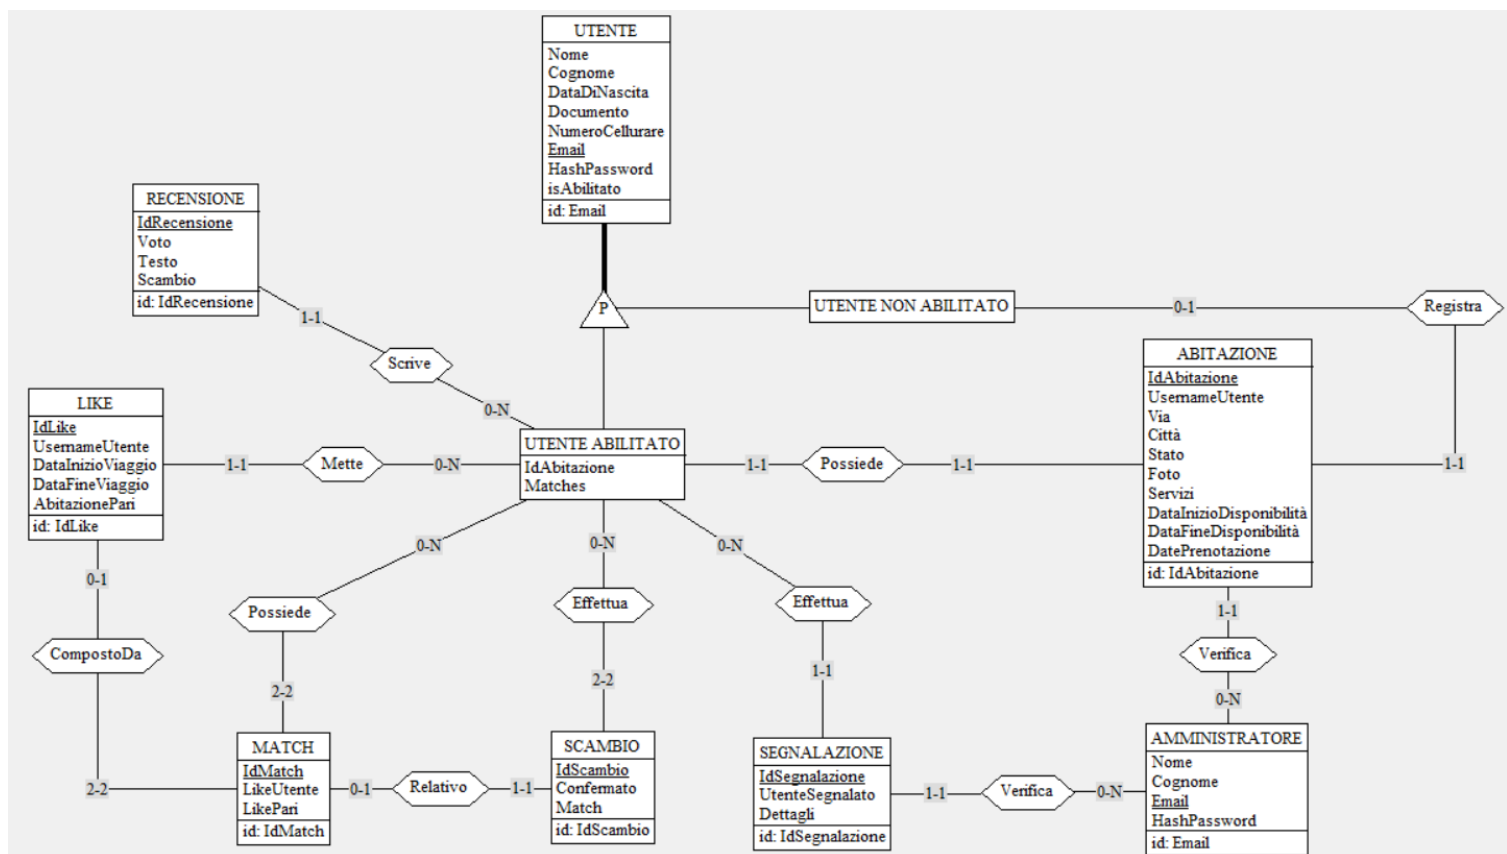 UTENTE
Nome
Cognome
DataDiNascita
Documento
NumeroCellurare
Email
HashPassword
isAbilitato
id: Email
RECENSIONE
IdRecensione
Voto
Testo
Scambio
id: IdRecensione
1-1
Scrive
0-N
P
UTENTE NON ABILITATO
0-1
Registra
1-1
LIKE
IdLike
UsernameUtente
DataInizioViaggio
DataFineViaggio
AbitazionePari
id: IdLike
1-1
Mette
0-N
UTENTE ABILITATO
IdAbitazione
Matches
1-1
Possiede
1-1
ABITAZIONE
IdAbitazione
UsernameUtente
Via
Città
Stato
Foto
Servizi
DataInizioDisponibilità
DataFineDisponibilità
DatePrenotazione
id: IdAbitazione
0-1
CompostoDa
2-2
0-N
Possiede
2-2
0-N
Effettua
2-2
0-N
Effettua
1-1
1-1
Verifica
0-N
MATCH
IdMatch
LikeUtente
LikePari
id: IdMatch
0-1
Relativo
1-1
SCAMBIO
IdScambio
Confermato
Match
id: IdScambio
SEGNALAZIONE
IdSegnalazione
UtenteSegnalato
Dettagli
id: IdSegnalazione
1-1
Verifica
0-N
AMMINISTRATORE
Nome
Cognome
Email
HashPassword
id: Email